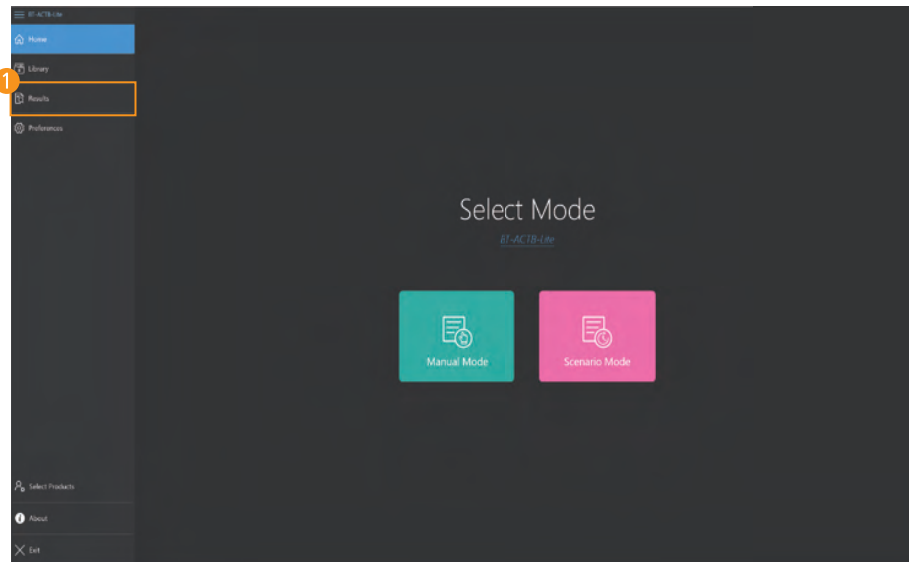 BT-ACTB-Lite
Home
Library
1
Results
Preferences
Select Mode
BT-ACTB-Lite
Manual Mode
Scenario Mode
Select Products
About
Exit